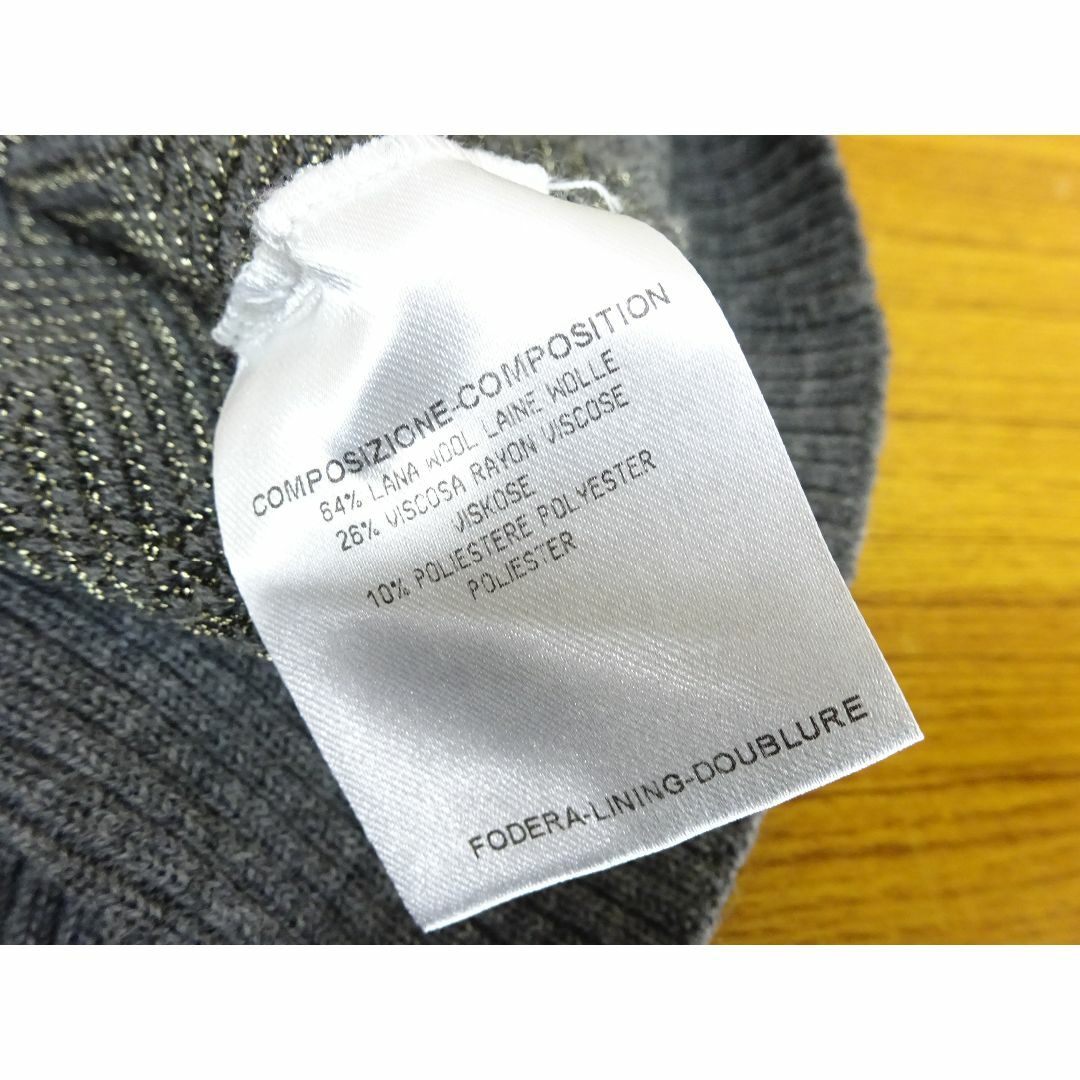 COMPOSIZIONE-COMPOSITION
64% LANA WOOL LAINE WOLLE
26% VISCOSA RAYON VISCOSE
VISKOSE
10% POLIESTERE POLYESTER
POLIESTER
FODERA-LINING-DOUBLURE